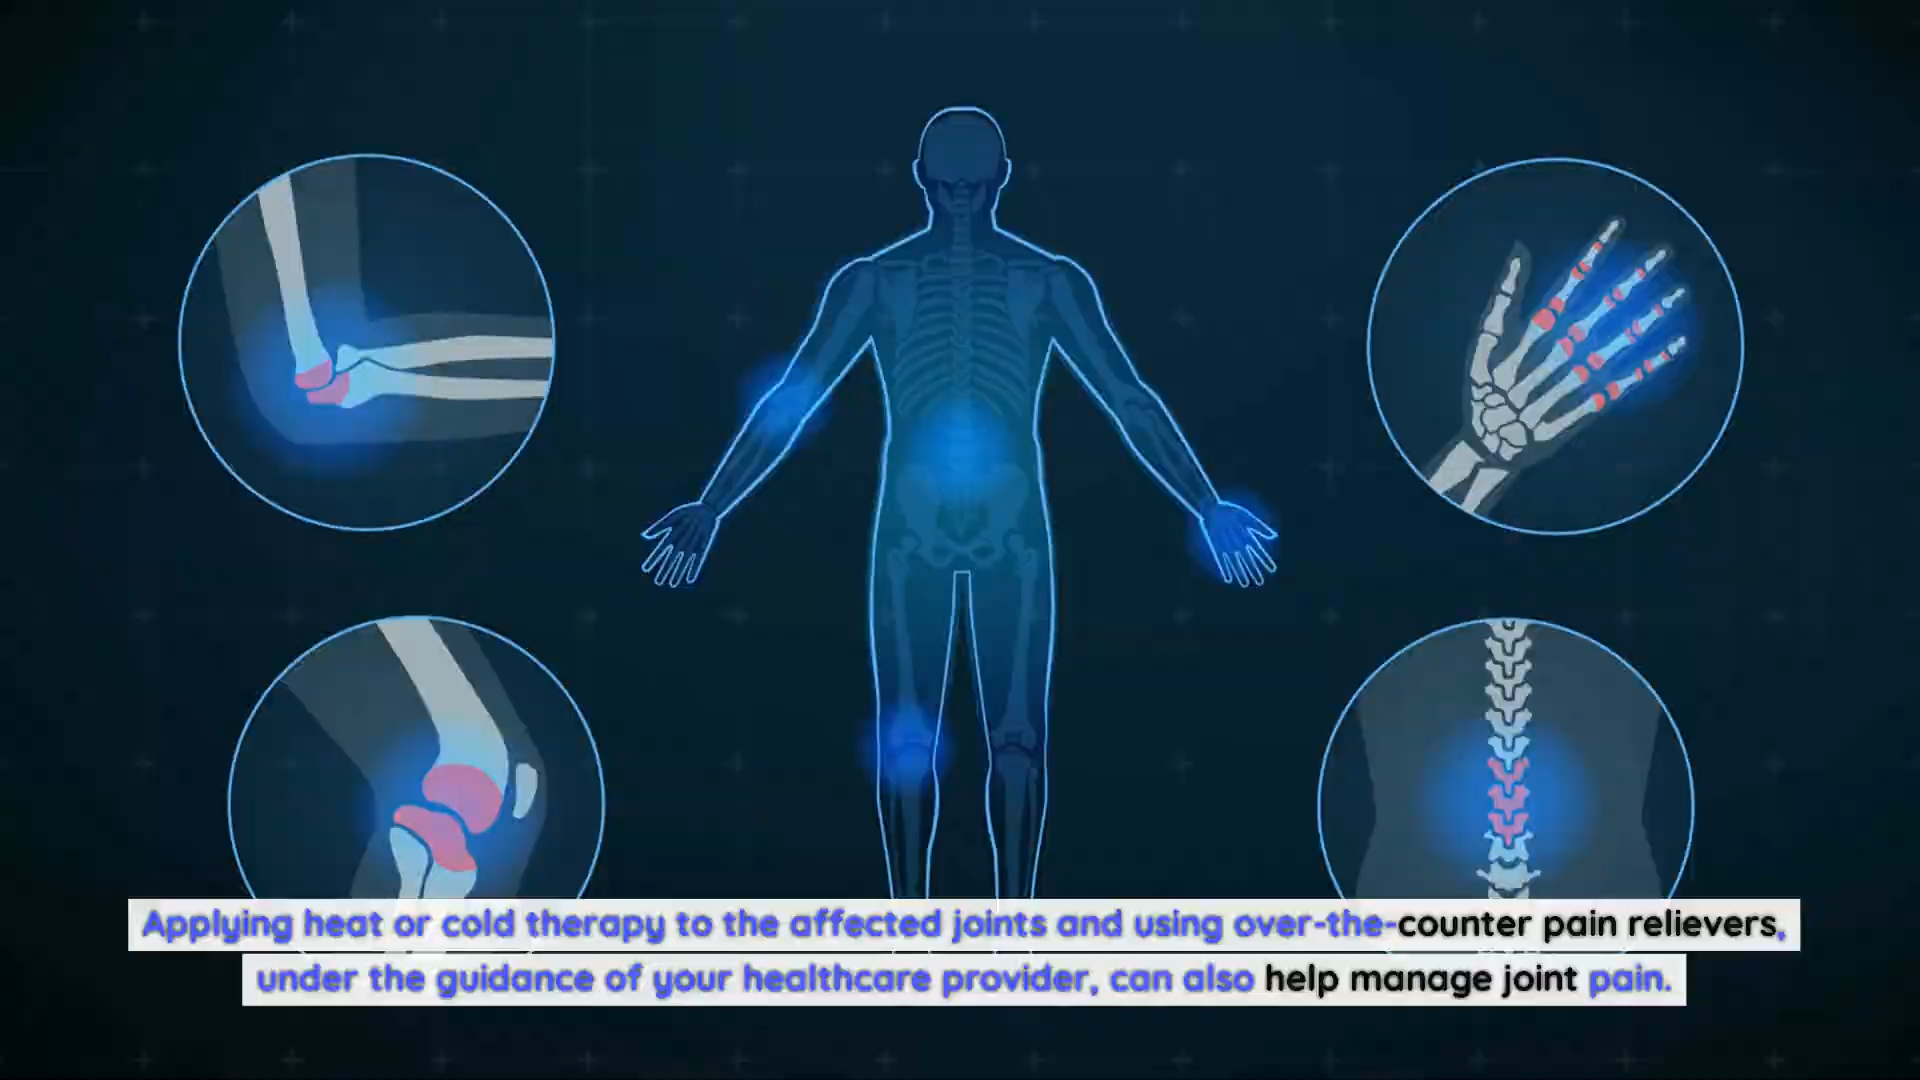 Applying heat or cold therapy to the affected joints and using over-the-counter pain relievers,
under the guidance of your healthcare provider, can also help manage joint pain.